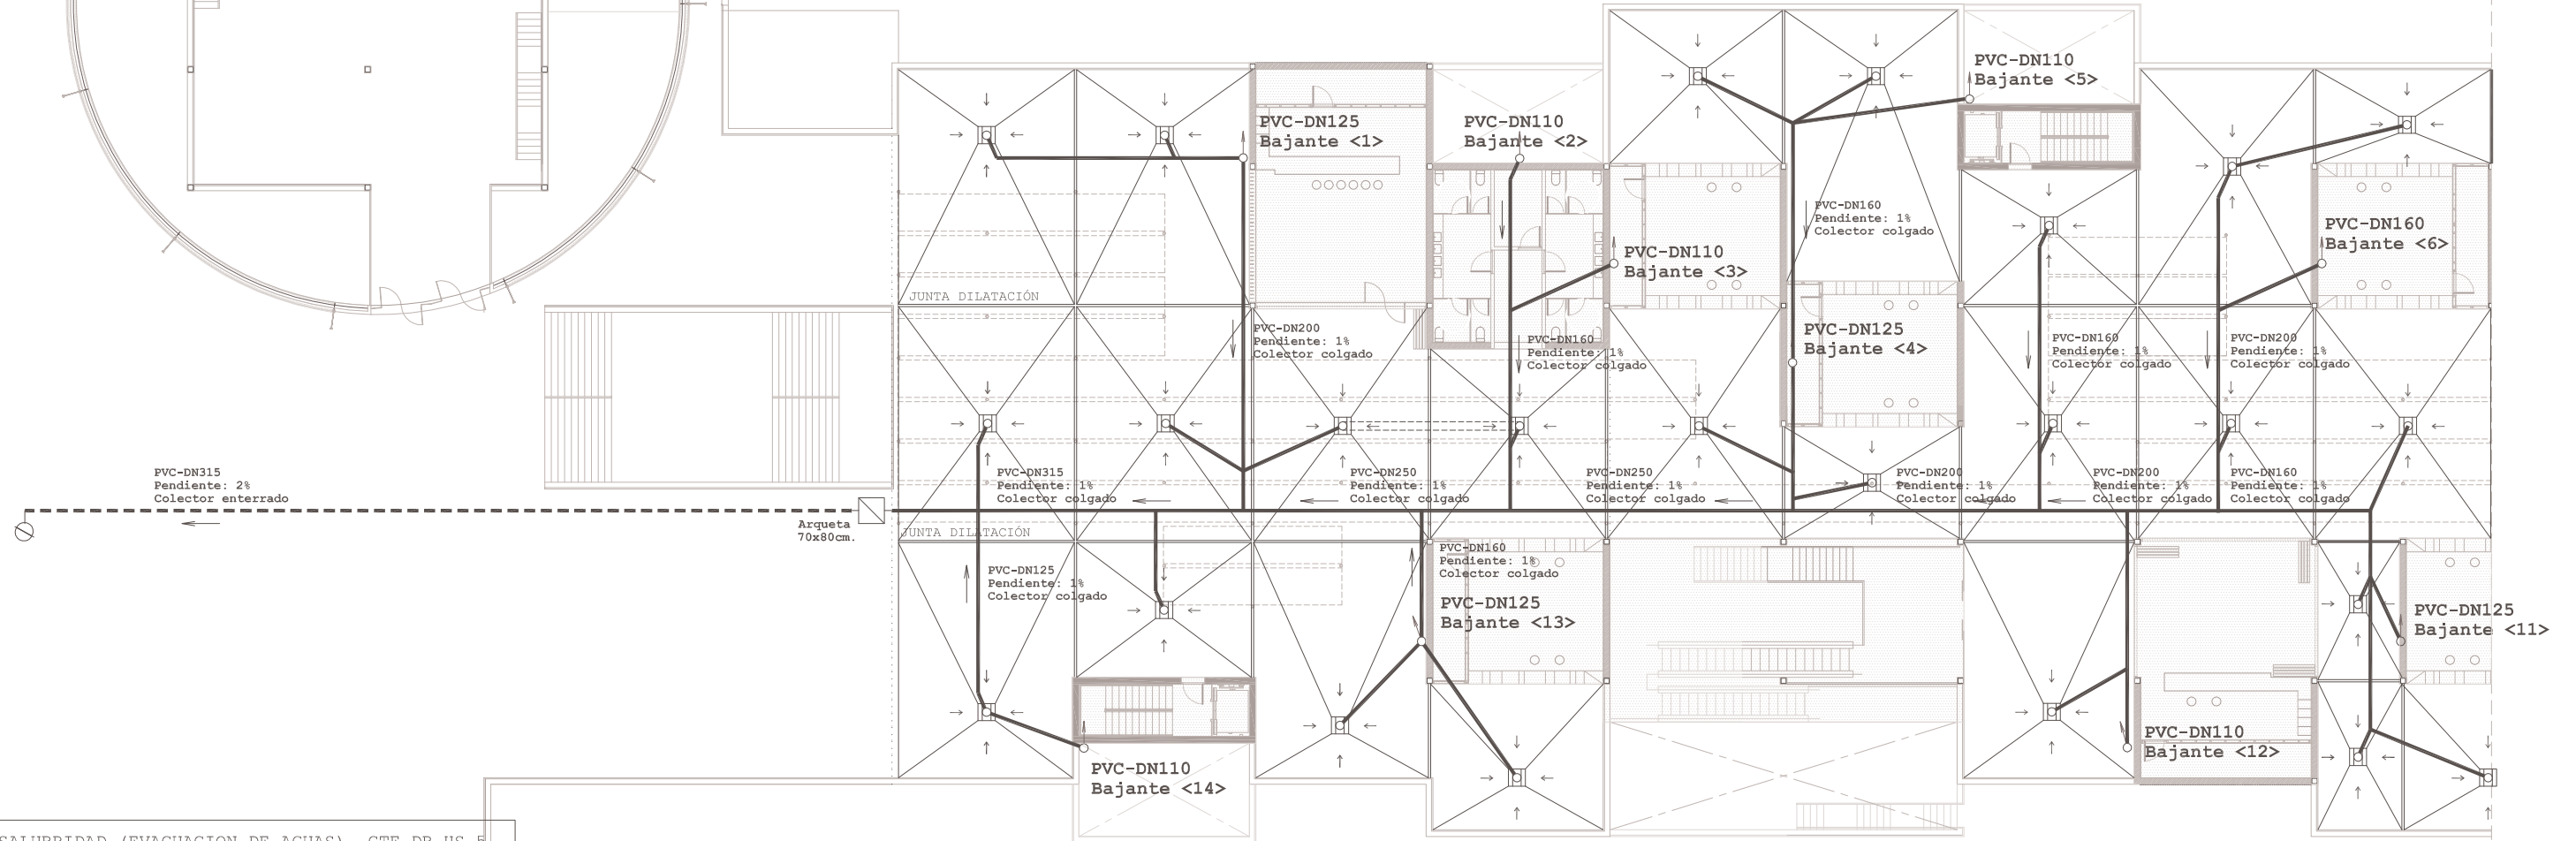 PVC-DN110
Bajante <5>
PVC-DN125
Bajante <1>
PVC-DN110
Bajante <2>
PVC-DN160
Pendiente: 1%
Colector colgado
PVC-DN160
Bajante <6>
PVC-DN110
Bajante <3>
JUNTA DILATACIÓN
PVC-DN200
Pendiente: 1%
Colector colgado
PVC-DN160
Pendiente: 1%
Colector colgado
PVC-DN125
Bajante <4>
PVC-DN160
Pendiente: 1%
Colector colgado
PVC-DN200
Pendiente: 1%
Colector colgado
PVC-DN315
Pendiente: 2%
Colector enterrado
PVC-DN315
Pendiente: 1%
Colector colgado
PVC-DN250
Pendiente: 1%
Colector colgado
PVC-DN250
Pendiente: 1%
Colector colgado
PVC-DN200
Pendiente: 1%
Colector colgado
PVC-DN200
Pendiente: 1%
Colector colgado
PVC-DN160
Pendiente: 1%
Colector colgado
Arqueta
70x80cm.
JUNTA DILATACIÓN
PVC-DN160
Pendiente: 1%
Colector colgado
PVC-DN125
Pendiente: 1%
Colector colgado
PVC-DN125
Bajante <13>
PVC-DN125
Bajante <11>
PVC-DN110
Bajante <12>
PVC-DN110
Bajante <14>
SALUBRIDAD (EVACUACION DE AGUAS)